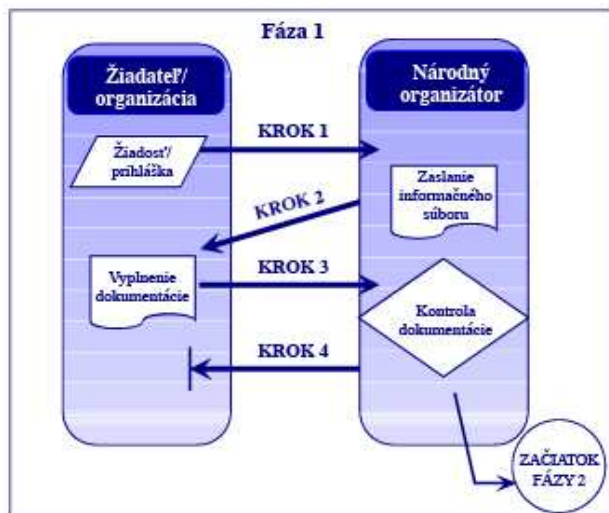 Fáza 1
Žiadateľ/
organizácia
Národný
organizátor
KROK 1
Žiadosť/
prihláška
Zaslanie
informačného
súboru
KROK 2
Vyplnenie
dokumentácie
KROK 3
Kontrola
dokumentácie
KROK 4
ZAČIATOK
FÁZY 2